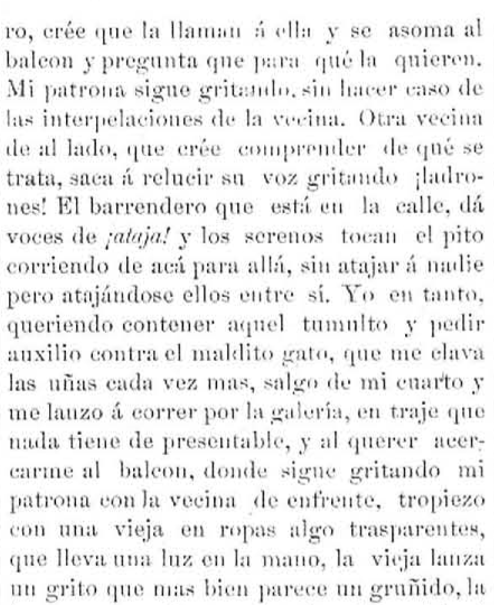 ro, crée que la llaman á ella y se asoma al
balcon y pregunta que para qué la quieren.
Mi patrona sigue gritando, sin hacer caso de
las interpelaciones de la vecina. Otra vecina
de al lado, que crée comprender de qué se
trata, saca á relucir su voz gritando ¡ladro-
nes! El barrendero que está en la calle, dá
voces de ¡ataja! y los serenos tocan el pito
corriendo de acá para allá, sin atajar á nadie
pero atajándose ellos entre sí. Yo en tanto,
queriendo contener aquel tumulto y pedir
auxilio contra el maldito gato, que me clava
las uñas cada vez mas, salgo de mi cuarto y
me lanzo á correr por la galería, en traje que
nada tiene de presentable, y al querer acer-
carme al balcon, donde sigue gritando mi
patrona con la vecina de enfrente, tropiezo
con una vieja en ropas algo trasparentes,
que lleva una luz en la mano, la vieja lanza
un grito que mas bien parece un gruñido, la